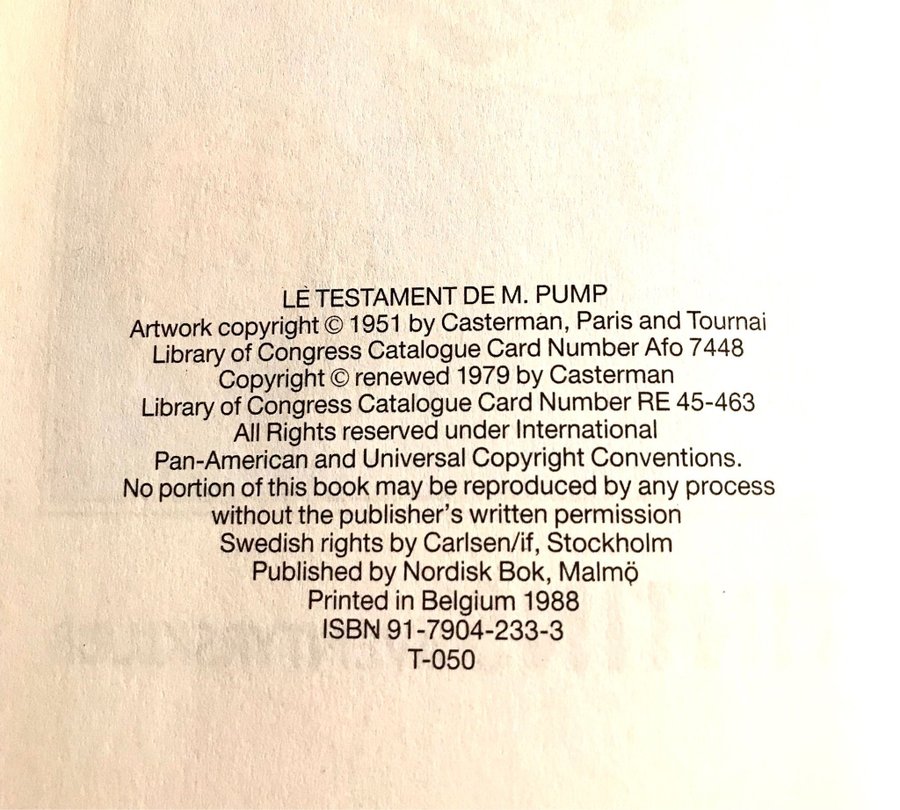 LE TESTAMENT DE M. PUMP
Artwork copyright © 1951 by Casterman, Paris and Tournai
Library of Congress Catalogue Card Number Afo 7448
Copyright © renewed 1979 by Casterman
Library of Congress Catalogue Card Number RE 45-463
All Rights reserved under International
Pan-American and Universal Copyright Conventions.
No portion of this book may be reproduced by any process
without the publisher's written permission
Swedish rights by Carlsen/if, Stockholm
Published by Nordisk Bok, Malmö
Printed in Belgium 1988
ISBN 91-7904-233-3
T-050